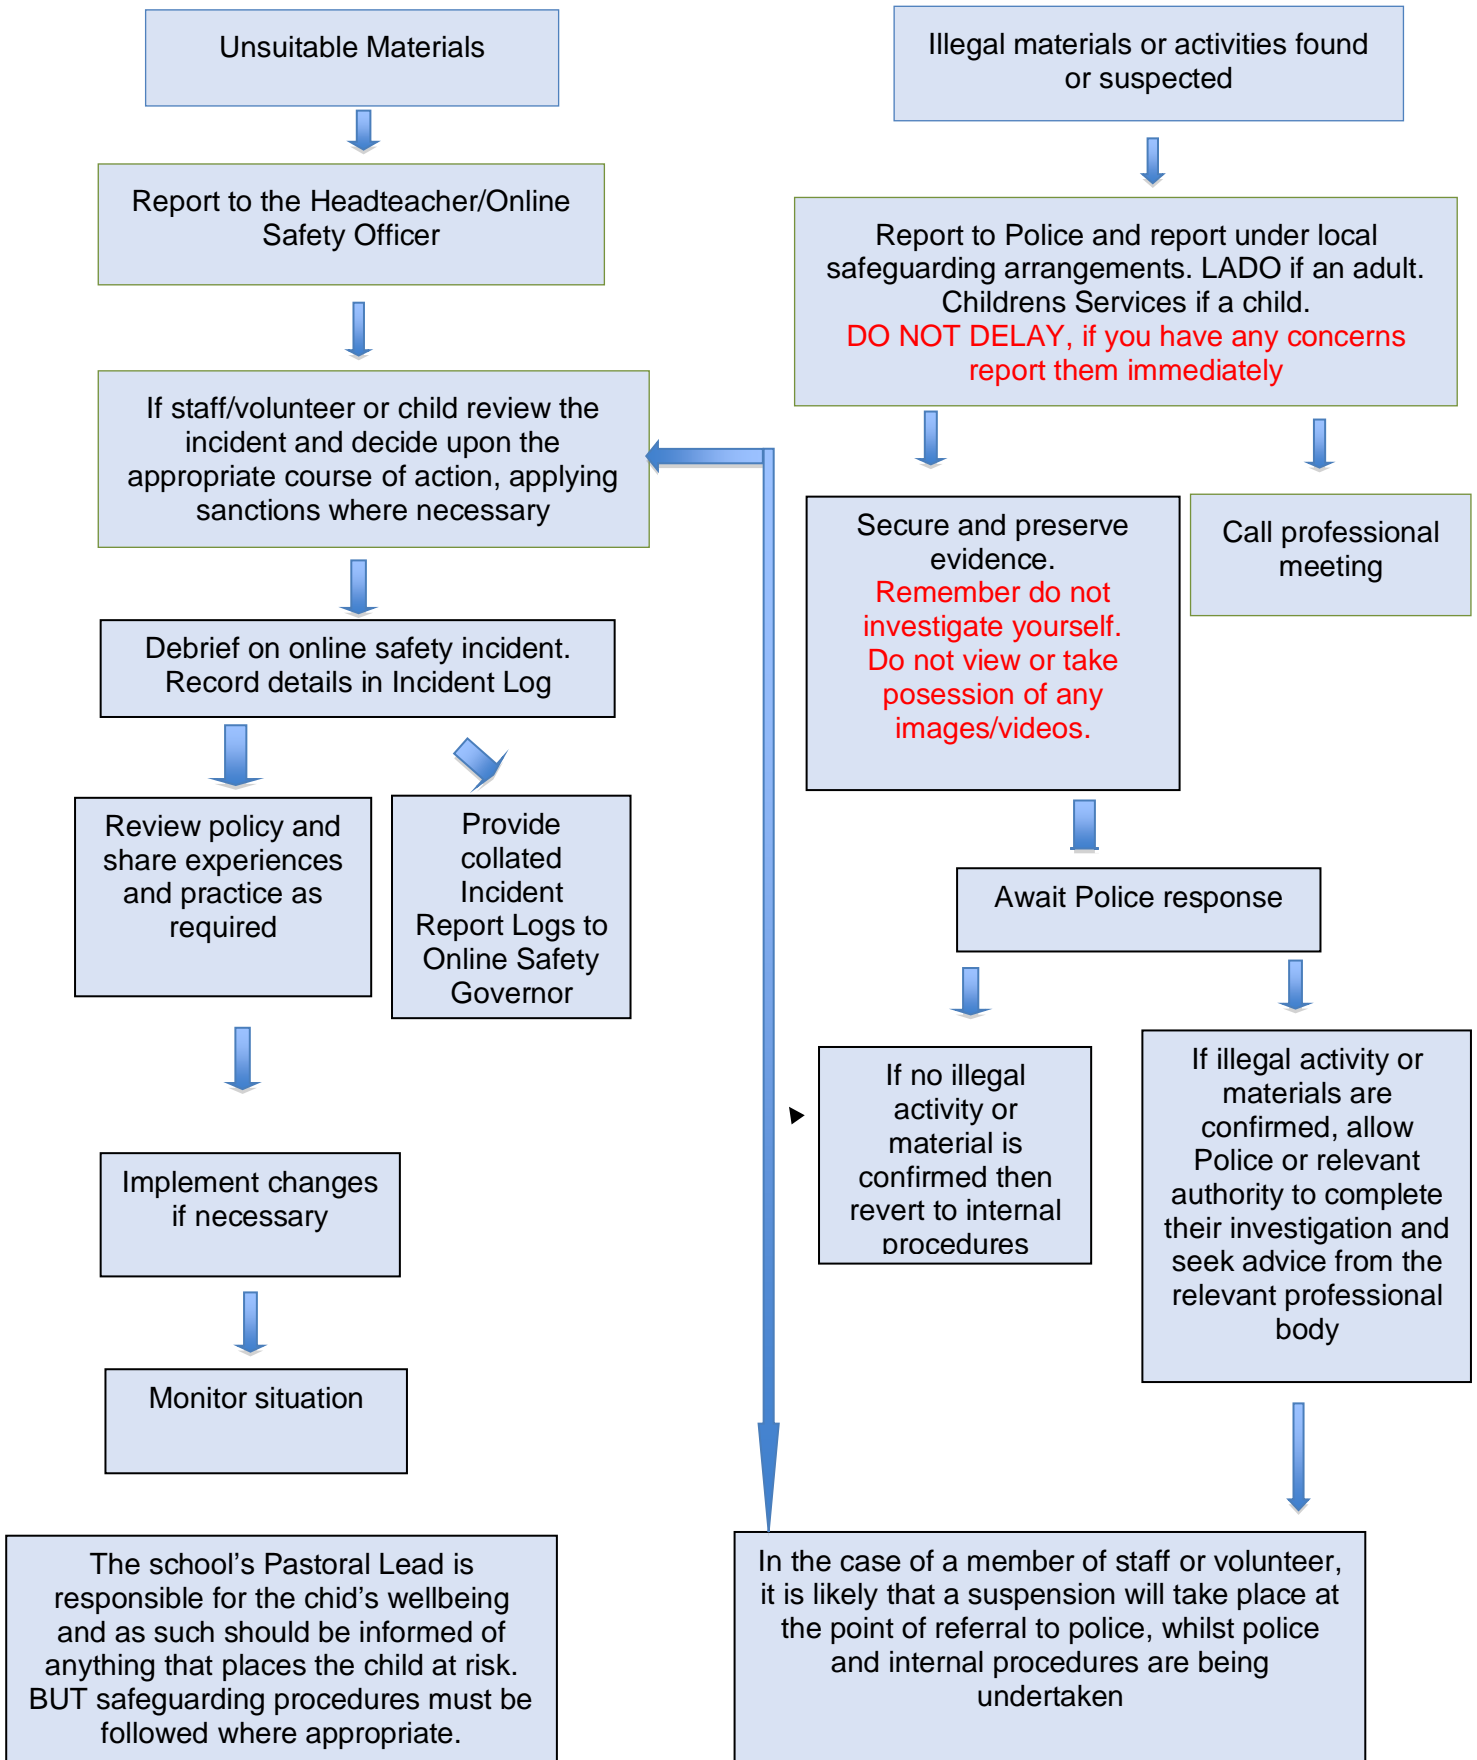 Unsuitable Materials
Report to the Headteacher/Online
Safety Officer
If staff/volunteer or child review the
incident and decide upon the
appropriate course of action, applying
sanctions where necessary
Debrief on online safety incident.
Record details in Incident Log
Review policy and
share experiences
and practice as
required
Provide
collated
Incident
Report Logs to
Online Safety
Governor
Implement changes
if necessary
Monitor situation
The school’s Pastoral Lead is
responsible for the chid’s wellbeing
and as such should be informed of
anything that places the child at risk.
BUT safeguarding procedures must be
followed where appropriate.
Illegal materials or activities found
or suspected
Report to Police and report under local
safeguarding arrangements. LADO if an adult.
Childrens Services if a child.
DO NOT DELAY, if you have any concerns
report them immediately
Secure and preserve
evidence.
Remember do not
investigate yourself.
Do not view or take
posession of any
images/videos.
Call professional
meeting
Await Police response
If no illegal
activity or
material is
confirmed then
revert to internal
procedures
If illegal activity or
materials are
confirmed, allow
Police or relevant
authority to complete
their investigation and
seek advice from the
relevant professional
body
In the case of a member of staff or volunteer,
it is likely that a suspension will take place at
the point of referral to police, whilst police
and internal procedures are being
undertaken